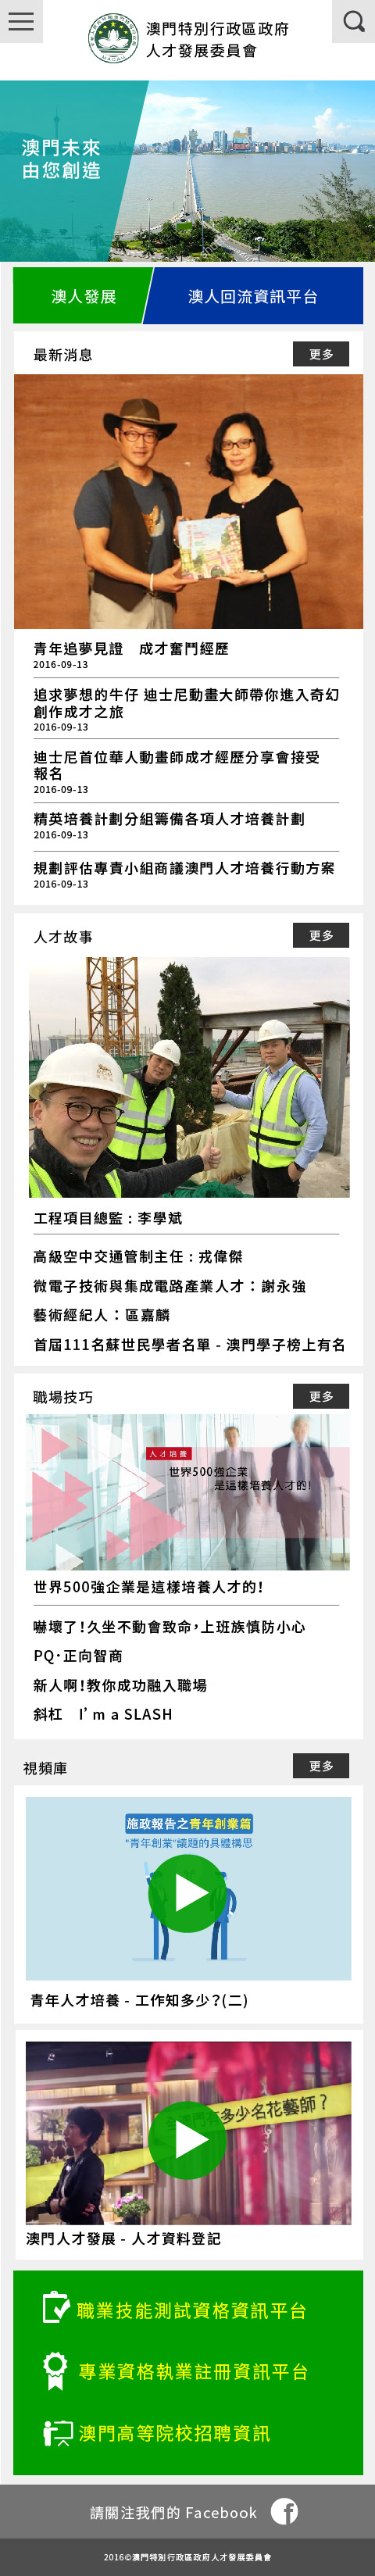 澳門特別行政區政府
人才發展委員會
澳門未來
由您創造
澳人發展
澳人回流資訊平台
最新消息
更多
青年追夢見證　成才奮鬥經歷
2016-09-13
追求夢想的牛仔 迪士尼動畫大師帶你進入奇幻
創作成才之旅
2016-09-13
迪士尼首位華人動畫師成才經歷分享會接受
報名
2016-09-13
精英培養計劃分組籌備各項人才培養計劃
2016-09-13
規劃評估專責小組商議澳門人才培養行動方案
2016-09-13
人才故事
更多
工程項目總監：李學斌
高級空中交通管制主任：戎偉傑
微電子技術與集成電路產業人才：謝永強
藝術經紀人：區嘉麟
首屆111名蘇世民學者名單 - 澳門學子榜上有名
職場技巧
更多
人才培養
世界500強企業
是這樣培養人才的!
世界500強企業是這樣培養人才的!
嚇壞了!久坐不動會致命,上班族慎防小心
PQ·正向智商
新人啊!教你成功融入職場
斜杠　I’ m a SLASH
視頻庫
更多
施政報告之青年創業篇
"青年創業"議題的具體構思
青年人才培養 - 工作知多少?(二)
多少名花藝師？
澳門人才發展 - 人才資料登記
職業技能測試資格資訊平台
專業資格執業註冊資訊平台
澳門高等院校招聘資訊
請關注我們的 Facebook
2016©澳門特別行政區政府人才發展委員會